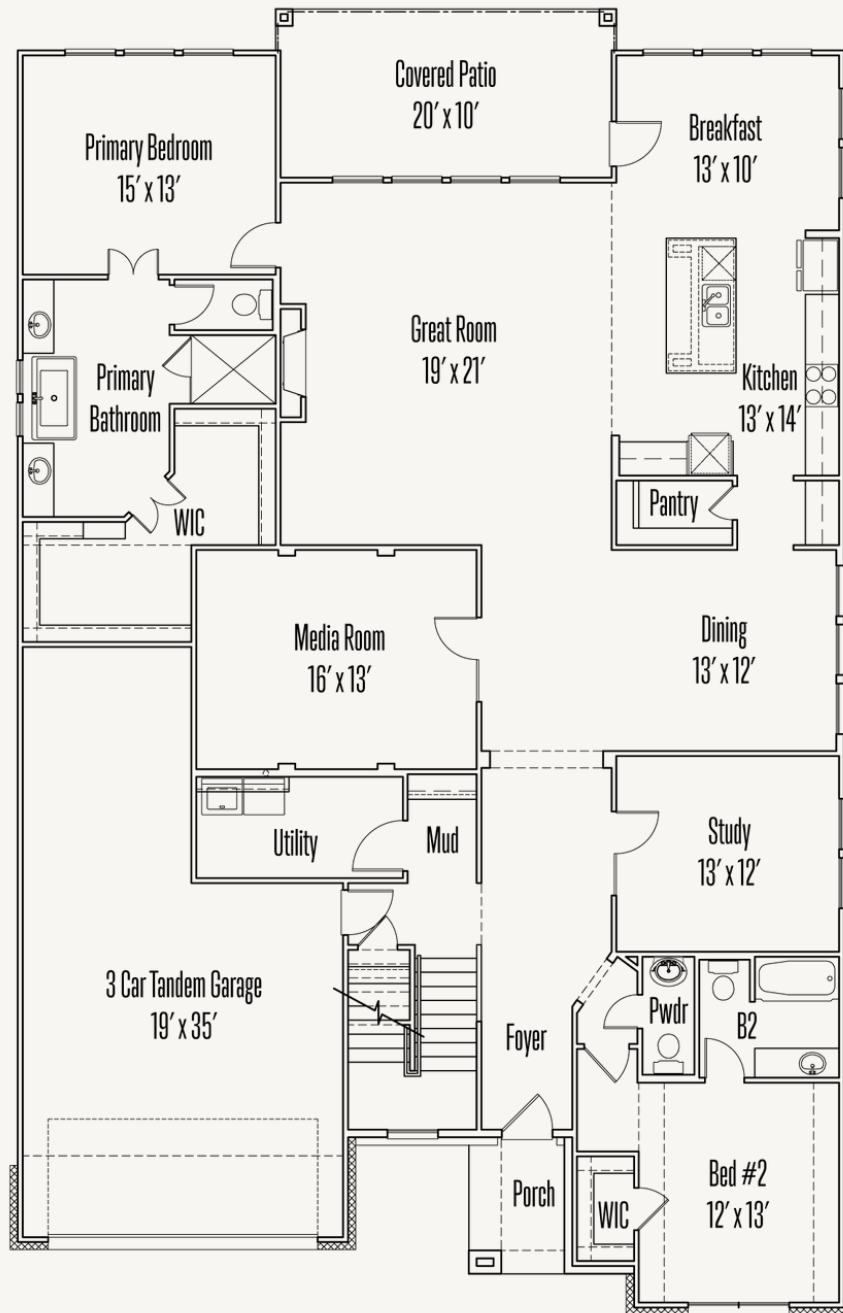 Covered Patio
20' x 10'
Primary Bedroom
15' x 13'
Breakfast
13' x 10'
Great Room
19' x 21'
Primary
Bathroom
Kitchen
13' x 14'
WIC
Pantry
Media Room
16' x 13'
Dining
13' x 12'
Utility
Mud
Study
13' x 12'
3 Car Tandem Garage
19' x 35'
Foyer
Pwdr
B2
Porch
WIC
Bed #2
12' x 13'